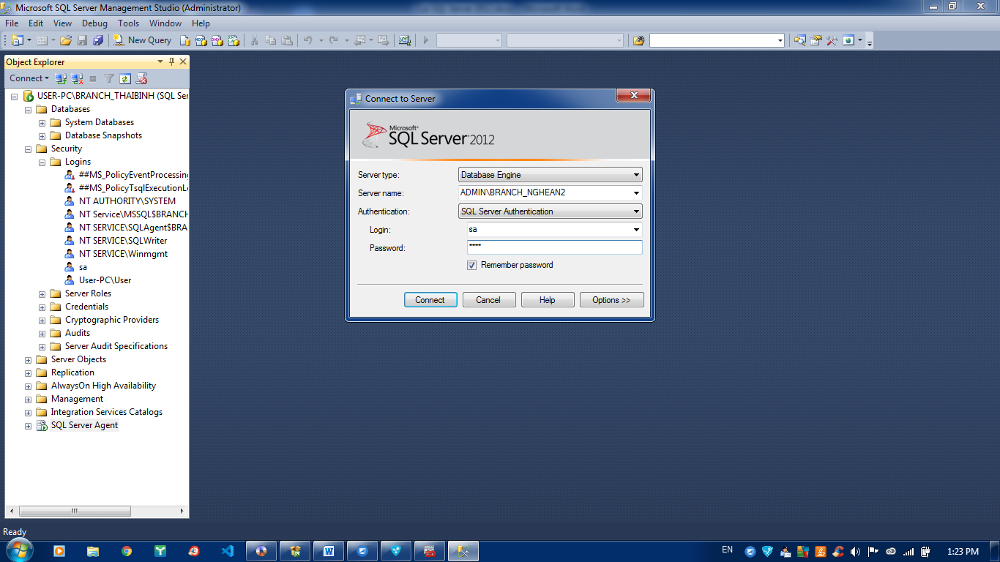 Microsoft SQL Server Management Studio (Administrator)
File Edit View Debug Tools Window Help
New Query
Object Explorer
Connect
USER-PC\BRANCH_THAIBINH (SQL Ser
Databases
System Databases
Database Snapshots
Security
Logins
##MS_PolicyEventProcessing
##MS_PolicyTsqlExecutionLo
NT AUTHORITY\SYSTEM
NT Service\MSSQL$BRANCH
NT SERVICE\SQLAgent$BRA
NT SERVICE\SQLWriter
NT SERVICE\Winmgmt
sa
User-PC\User
Server Roles
Credentials
Cryptographic Providers
Audits
Server Audit Specifications
Server Objects
Replication
AlwaysOn High Availability
Management
Integration Services Catalogs
SQL Server Agent
Connect to Server
Microsoft®
SQL Server 2012
Server type: Database Engine
Server name: ADMIN\BRANCH_NGHEAN2
Authentication: SQL Server Authentication
Login: sa
Password: ****
Remember password
Connect Cancel Help Options >>
Ready
EN 1:23 PM